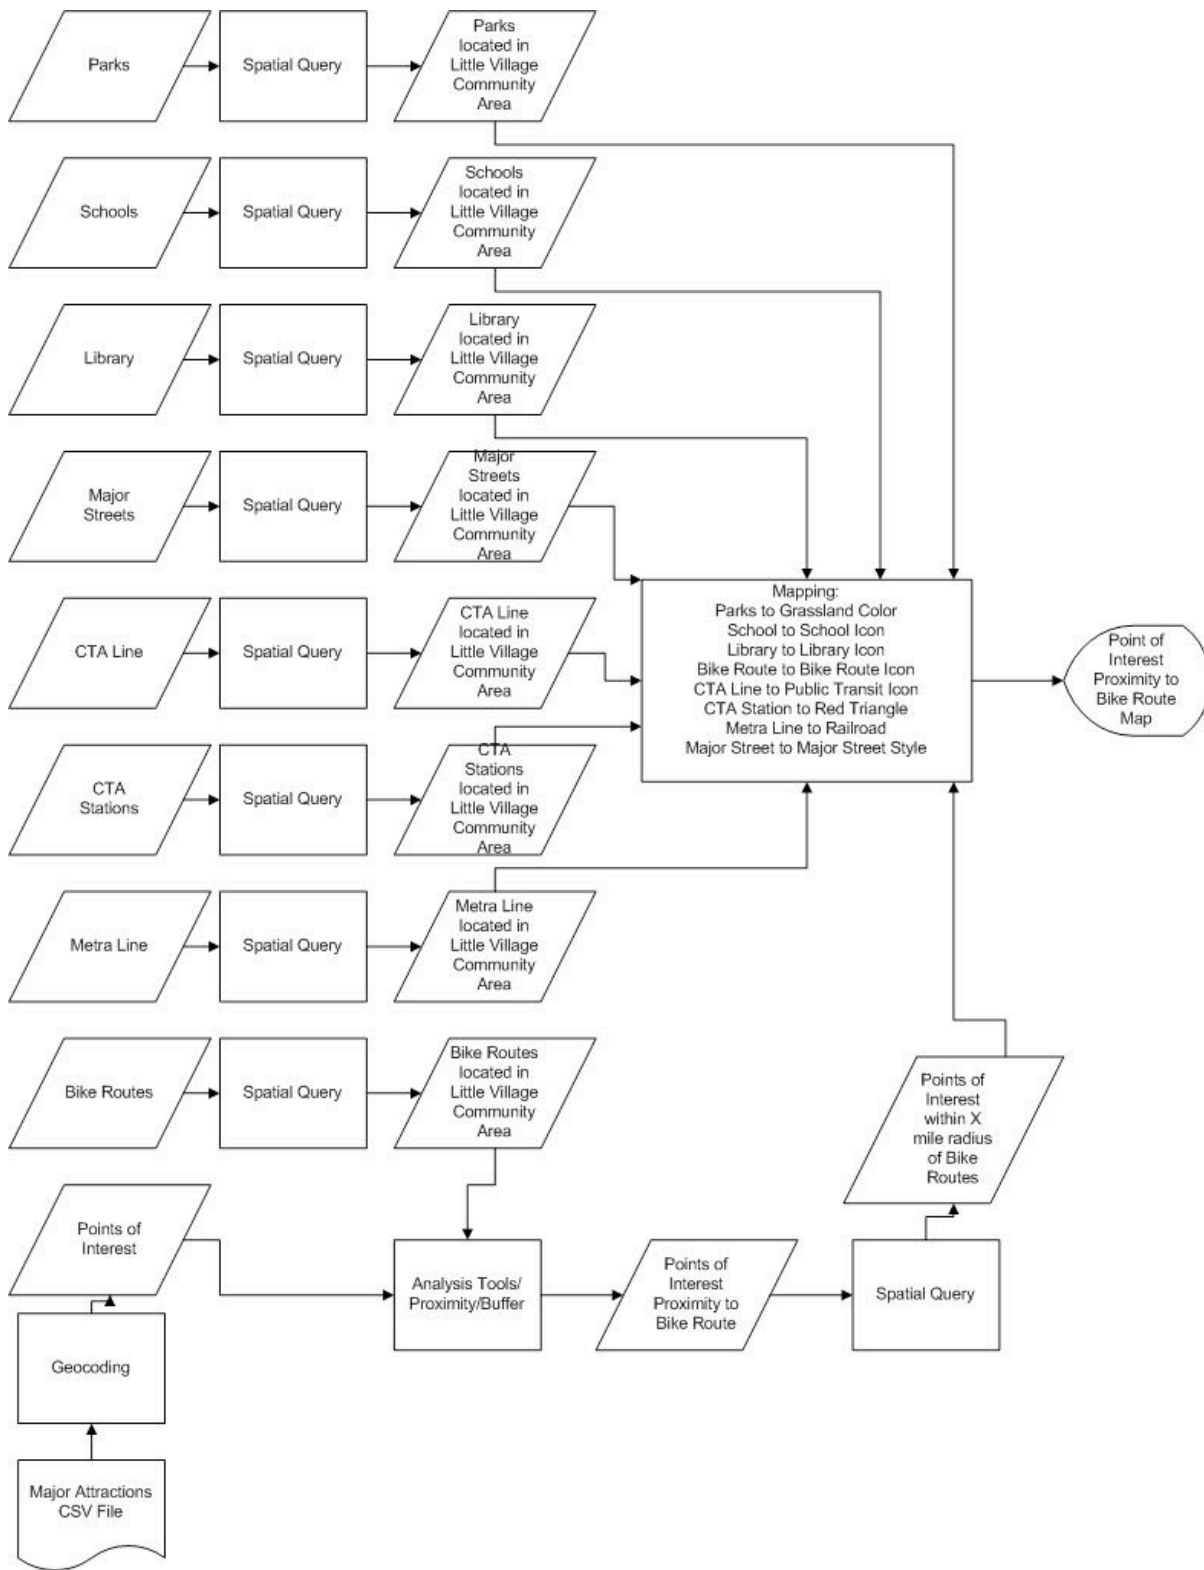 Parks
Spatial Query
Parks
located in
Little Village
Community
Area
Schools
Spatial Query
Schools
located in
Little Village
Community
Area
Library
Spatial Query
Library
located in
Little Village
Community
Area
Major
Streets
Spatial Query
Major
Streets
located in
Little Village
Community
Area
CTA Line
Spatial Query
CTA Line
located in
Little Village
Community
Area
Mapping:
Parks to Grassland Color
School to School Icon
Library to Library Icon
Bike Route to Bike Route Icon
CTA Line to Public Transit Icon
CTA Station to Red Triangle
Metra Line to Railroad
Major Street to Major Street Style
Point of
Interest
Proximity to
Bike Route
Map
CTA
Stations
Spatial Query
CTA
Stations
located in
Little Village
Community
Area
Metra Line
Spatial Query
Metra Line
located in
Little Village
Community
Area
Bike Routes
Spatial Query
Bike Routes
located in
Little Village
Community
Area
Points of
Interest
within X
mile radius
of Bike
Routes
Points of
Interest
Analysis Tools/
Proximity/Buffer
Points of
Interest
Proximity to
Bike Route
Spatial Query
Geocoding
Major Attractions
CSV File